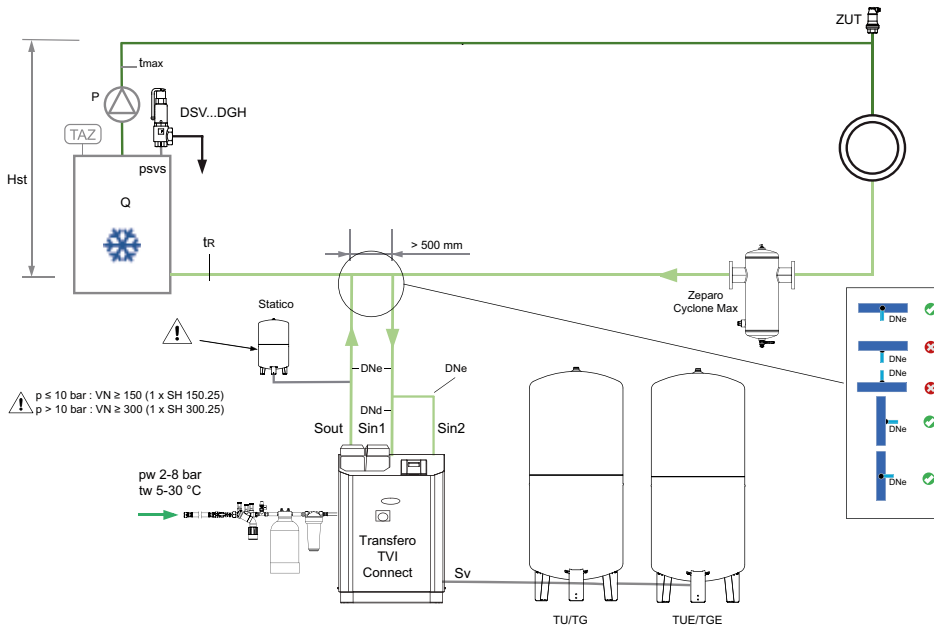 ZUT
tmax
P
DSV...DGH
TAZ
psvs
Hst
Q
tR
> 500 mm
Zeparo
Cyclone Max
Statico
DNe
DNe
DNe
DNe
DNe
DNe
DNe
p ≤ 10 bar : VN ≥ 150 (1 x SH 150.25)
p > 10 bar : VN ≥ 300 (1 x SH 300.25)
DNd
Sout
Sin1
Sin2
pw 2-8 bar
tw 5-30 °C
Transfero
TVI
Connect
Sv
TU/TG
TUE/TGE